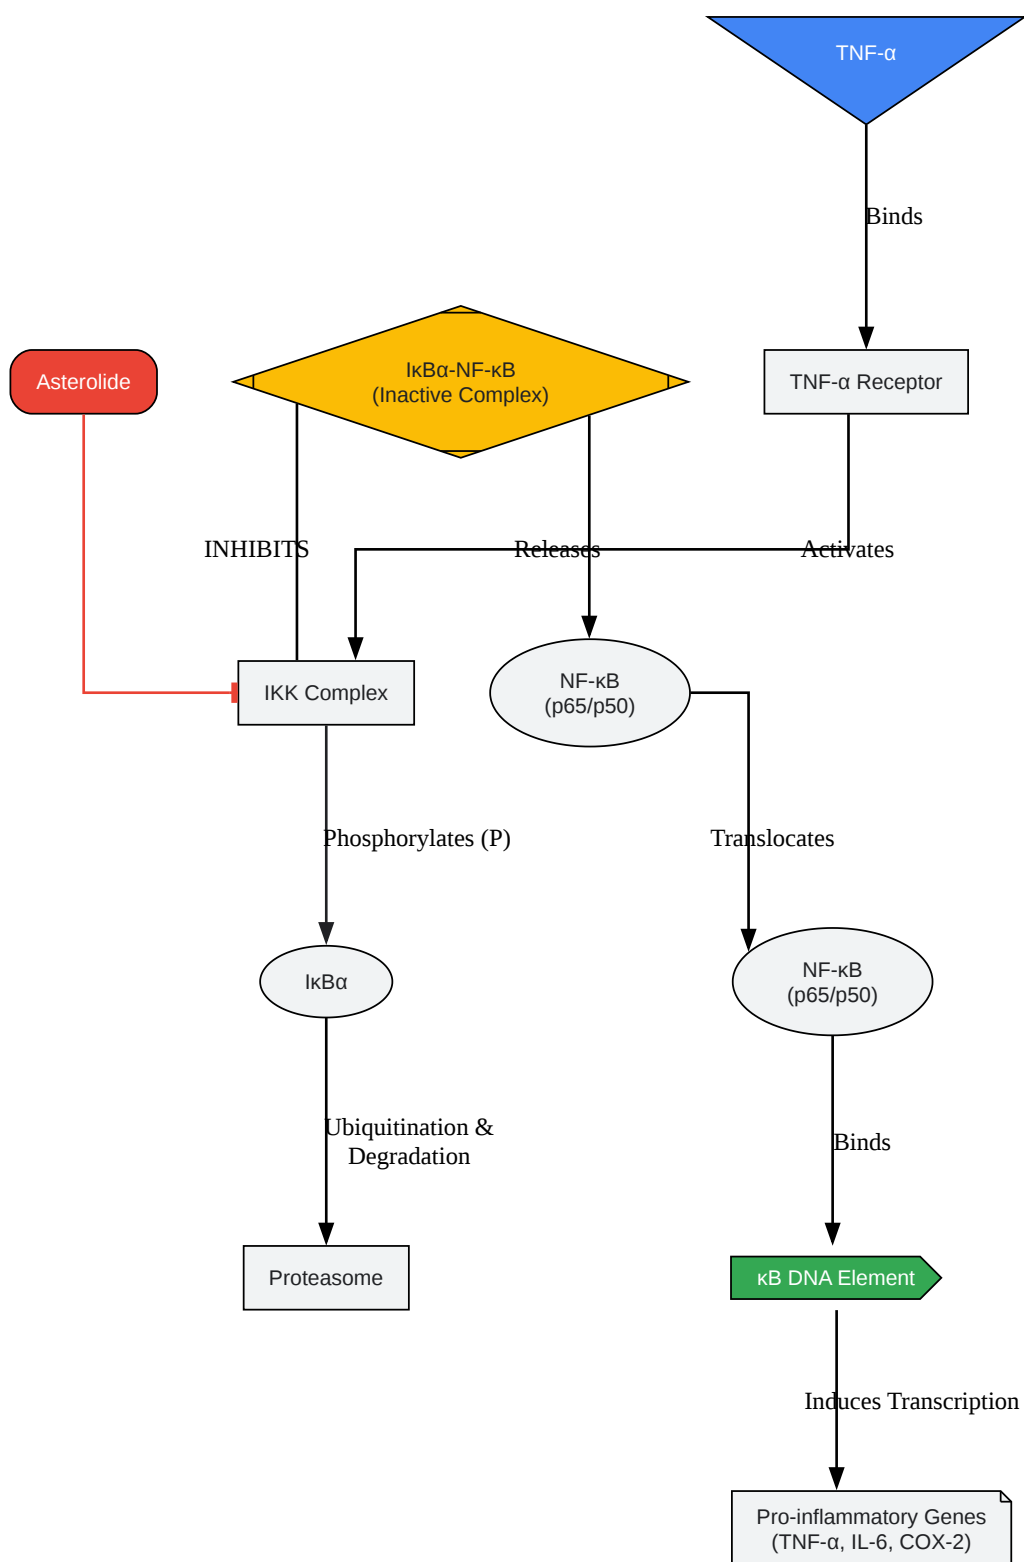 TNF-α
Binds
Asterolide
IκBα-NF-κB
(Inactive Complex)
TNF-α Receptor
INHIBITS
Releases
Activates
IKK Complex
NF-κB
(p65/p50)
Phosphorylates (P)
Translocates
IκBα
NF-κB
(p65/p50)
Ubiquitination &
Degradation
Binds
Proteasome
κB DNA Element
Induces Transcription
Pro-inflammatory Genes
(TNF-α, IL-6, COX-2)